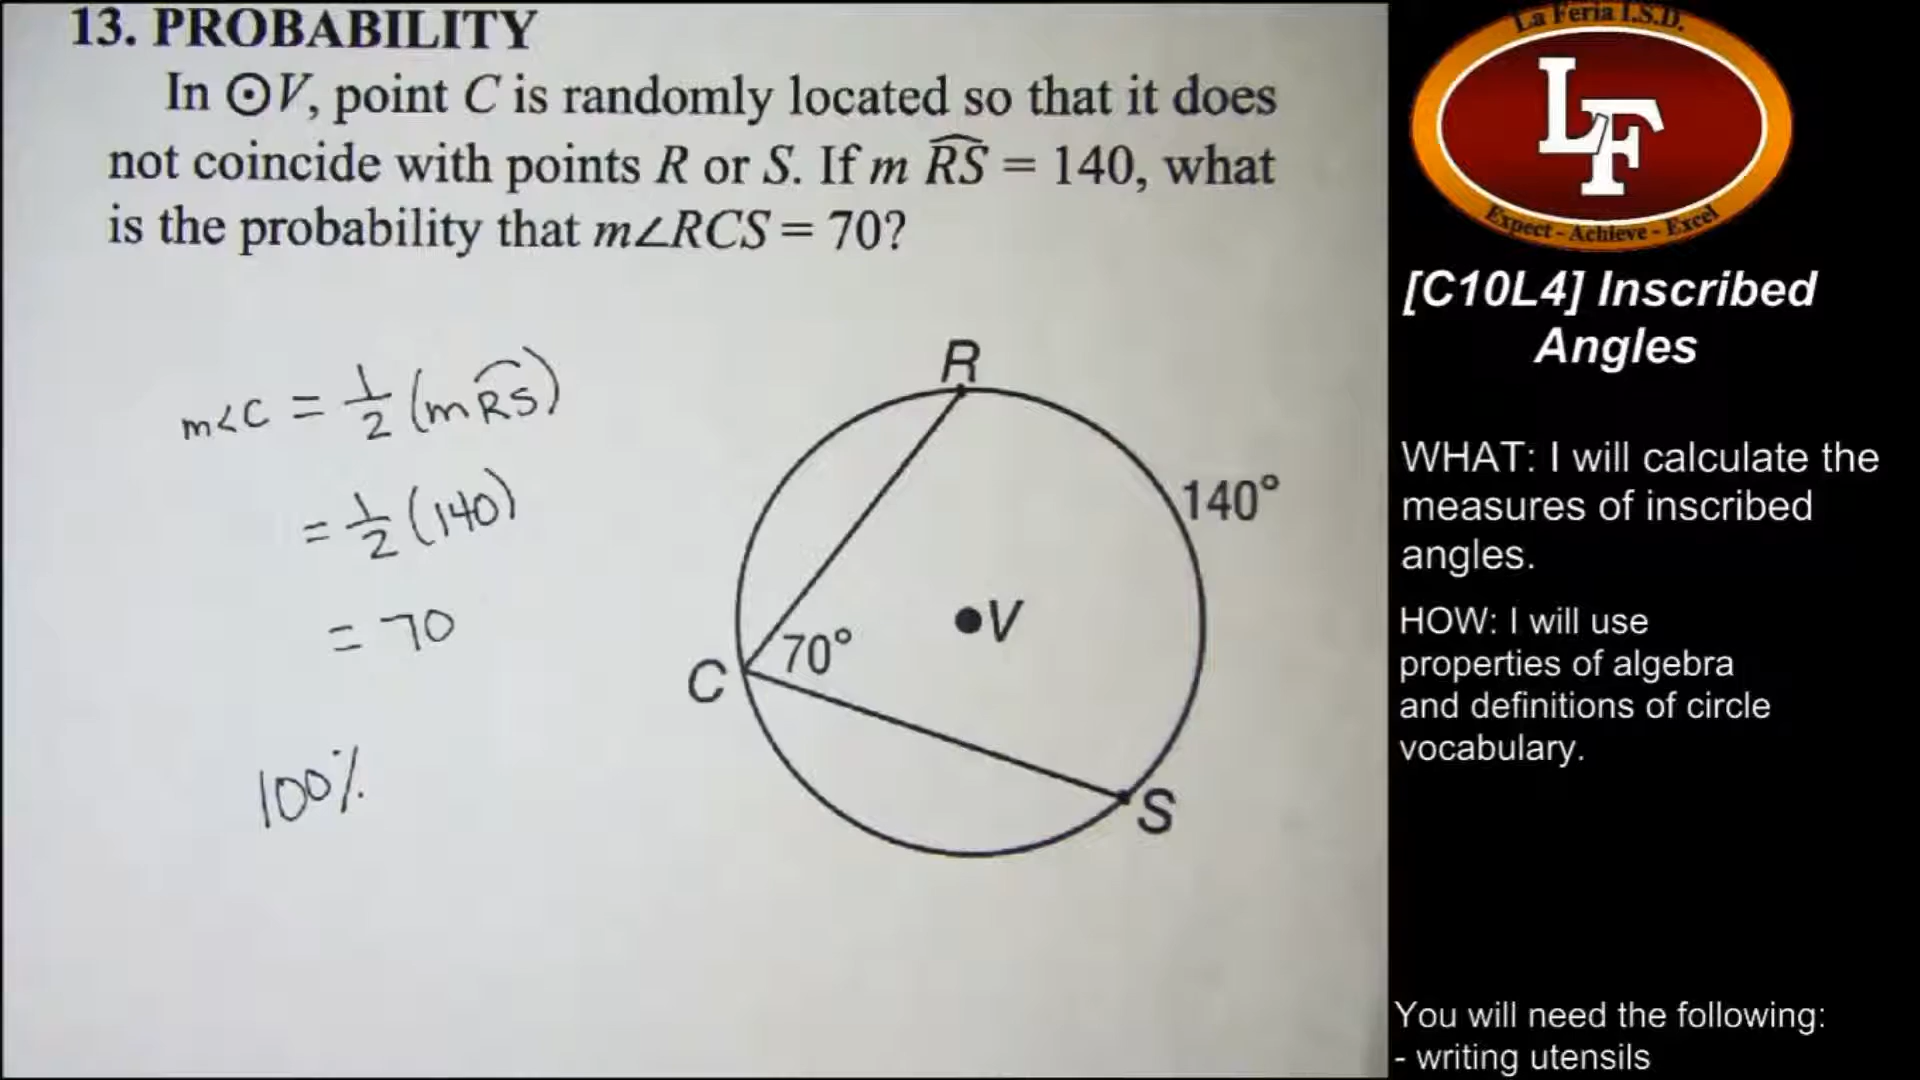 13. PROBABILITY
In ⊙V, point C is randomly located so that it does
not coincide with points R or S. If m R͡S = 140, what
is the probability that m∠RCS = 70?
m∠C = 1/2 (m R͡S)
= 1/2 (140)
= 70
100%
R
140°
V
70°
C
S
La Feria I.S.D.
LF
Expect - Achieve - Excel
[C10L4] Inscribed
Angles
WHAT: I will calculate the
measures of inscribed
angles.
HOW: I will use
properties of algebra
and definitions of circle
vocabulary.
You will need the following:
- writing utensils